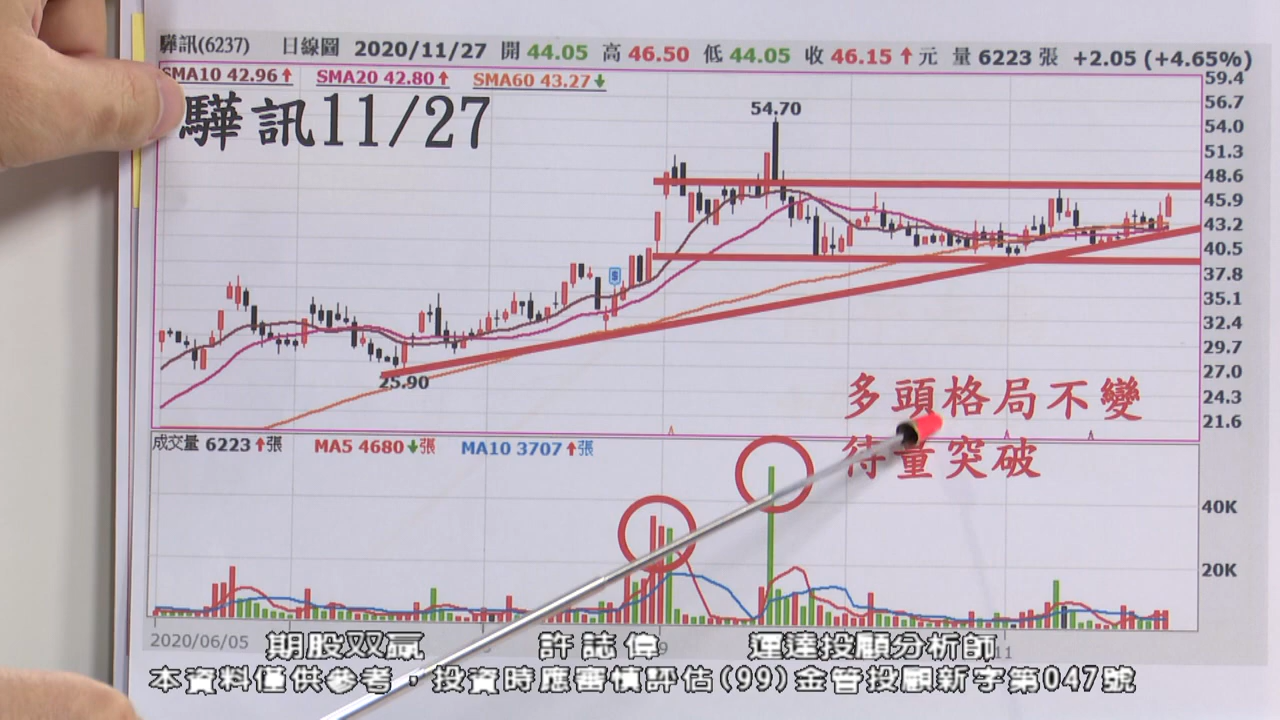 驊訊(6237) 日線圖 2020/11/27 開 44.05 高 46.50 低 44.05 收 46.15↑元 量 6223 張 +2.05 (+4.65%)
SMA10 42.96↑ SMA20 42.80↑ SMA60 43.27↓
59.4
驊訊11/27
54.70
56.7
54.0
51.3
48.6
45.9
43.2
40.5
37.8
35.1
32.4
29.7
27.0
24.3
21.6
$
25.90
多頭格局不變
待量突破
成交量 6223↑張 MA5 4680↓張 MA10 3707↑張
40K
20K
2020/06/05 9 11
期股双赢 許誌偉 運達投顧分析師
本資料僅供參考，投資時應審慎評估(99)金管投顧新字第047號